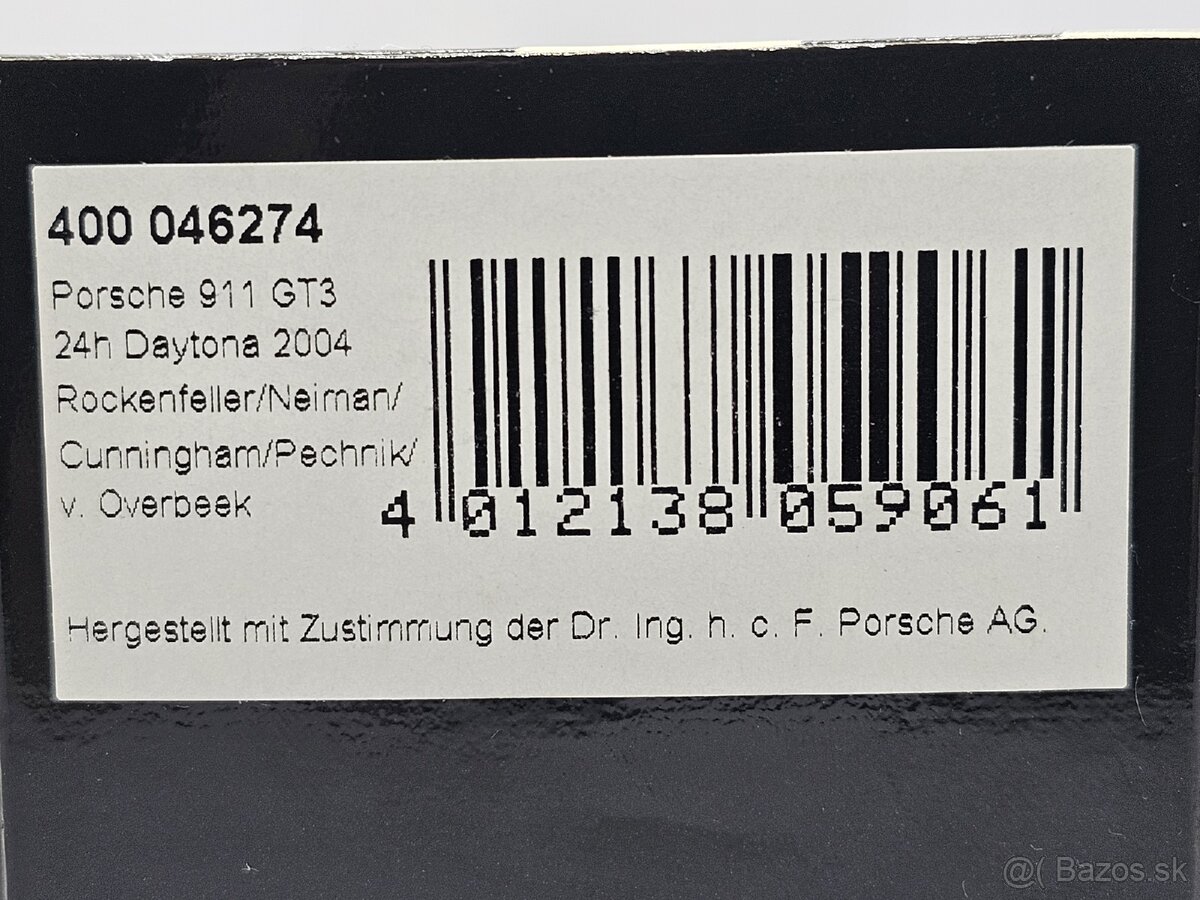 400 046274
Porsche 911 GT3
24h Daytona 2004
Rockenfeller/Neiman/
Cunningham/Pechnik/
v. Overbeek
4 012138 059061
Hergestellt mit Zustimmung der Dr. Ing. h. c. F. Porsche AG.
@( Bazos.sk